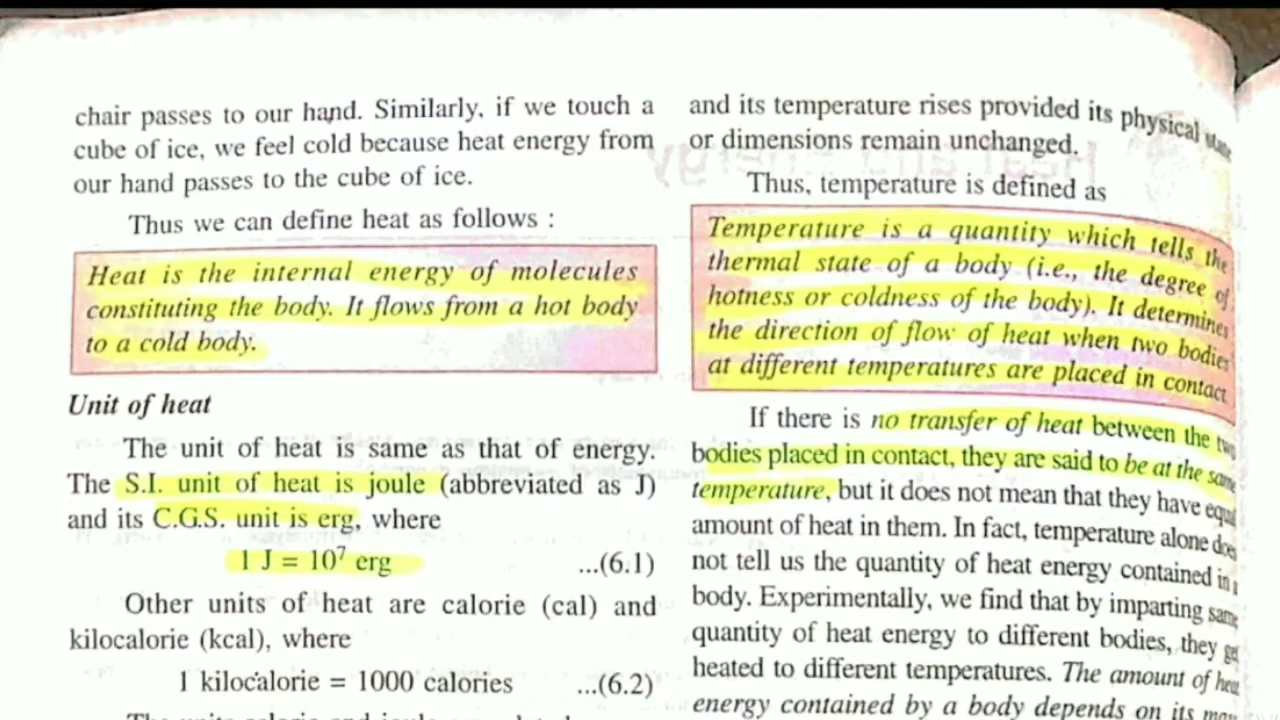 chair passes to our hand. Similarly, if we touch a
cube of ice, we feel cold because heat energy from
our hand passes to the cube of ice.
Thus we can define heat as follows :
Heat is the internal energy of molecules
constituting the body. It flows from a hot body
to a cold body.
Unit of heat
The unit of heat is same as that of energy.
The S.I. unit of heat is joule (abbreviated as J)
and its C.G.S. unit is erg, where
1 J = 10⁷ erg ...(6.1)
Other units of heat are calorie (cal) and
kilocalorie (kcal), where
1 kilocalorie = 1000 calories ...(6.2)
and its temperature rises provided its physical state
or dimensions remain unchanged.
Thus, temperature is defined as
Temperature is a quantity which tells the
thermal state of a body (i.e., the degree of
hotness or coldness of the body). It determines
the direction of flow of heat when two bodies
at different temperatures are placed in contact.
If there is no transfer of heat between the two
bodies placed in contact, they are said to be at the same
temperature, but it does not mean that they have equal
amount of heat in them. In fact, temperature alone does
not tell us the quantity of heat energy contained in a
body. Experimentally, we find that by imparting same
quantity of heat energy to different bodies, they get
heated to different temperatures. The amount of heat
energy contained by a body depends on its